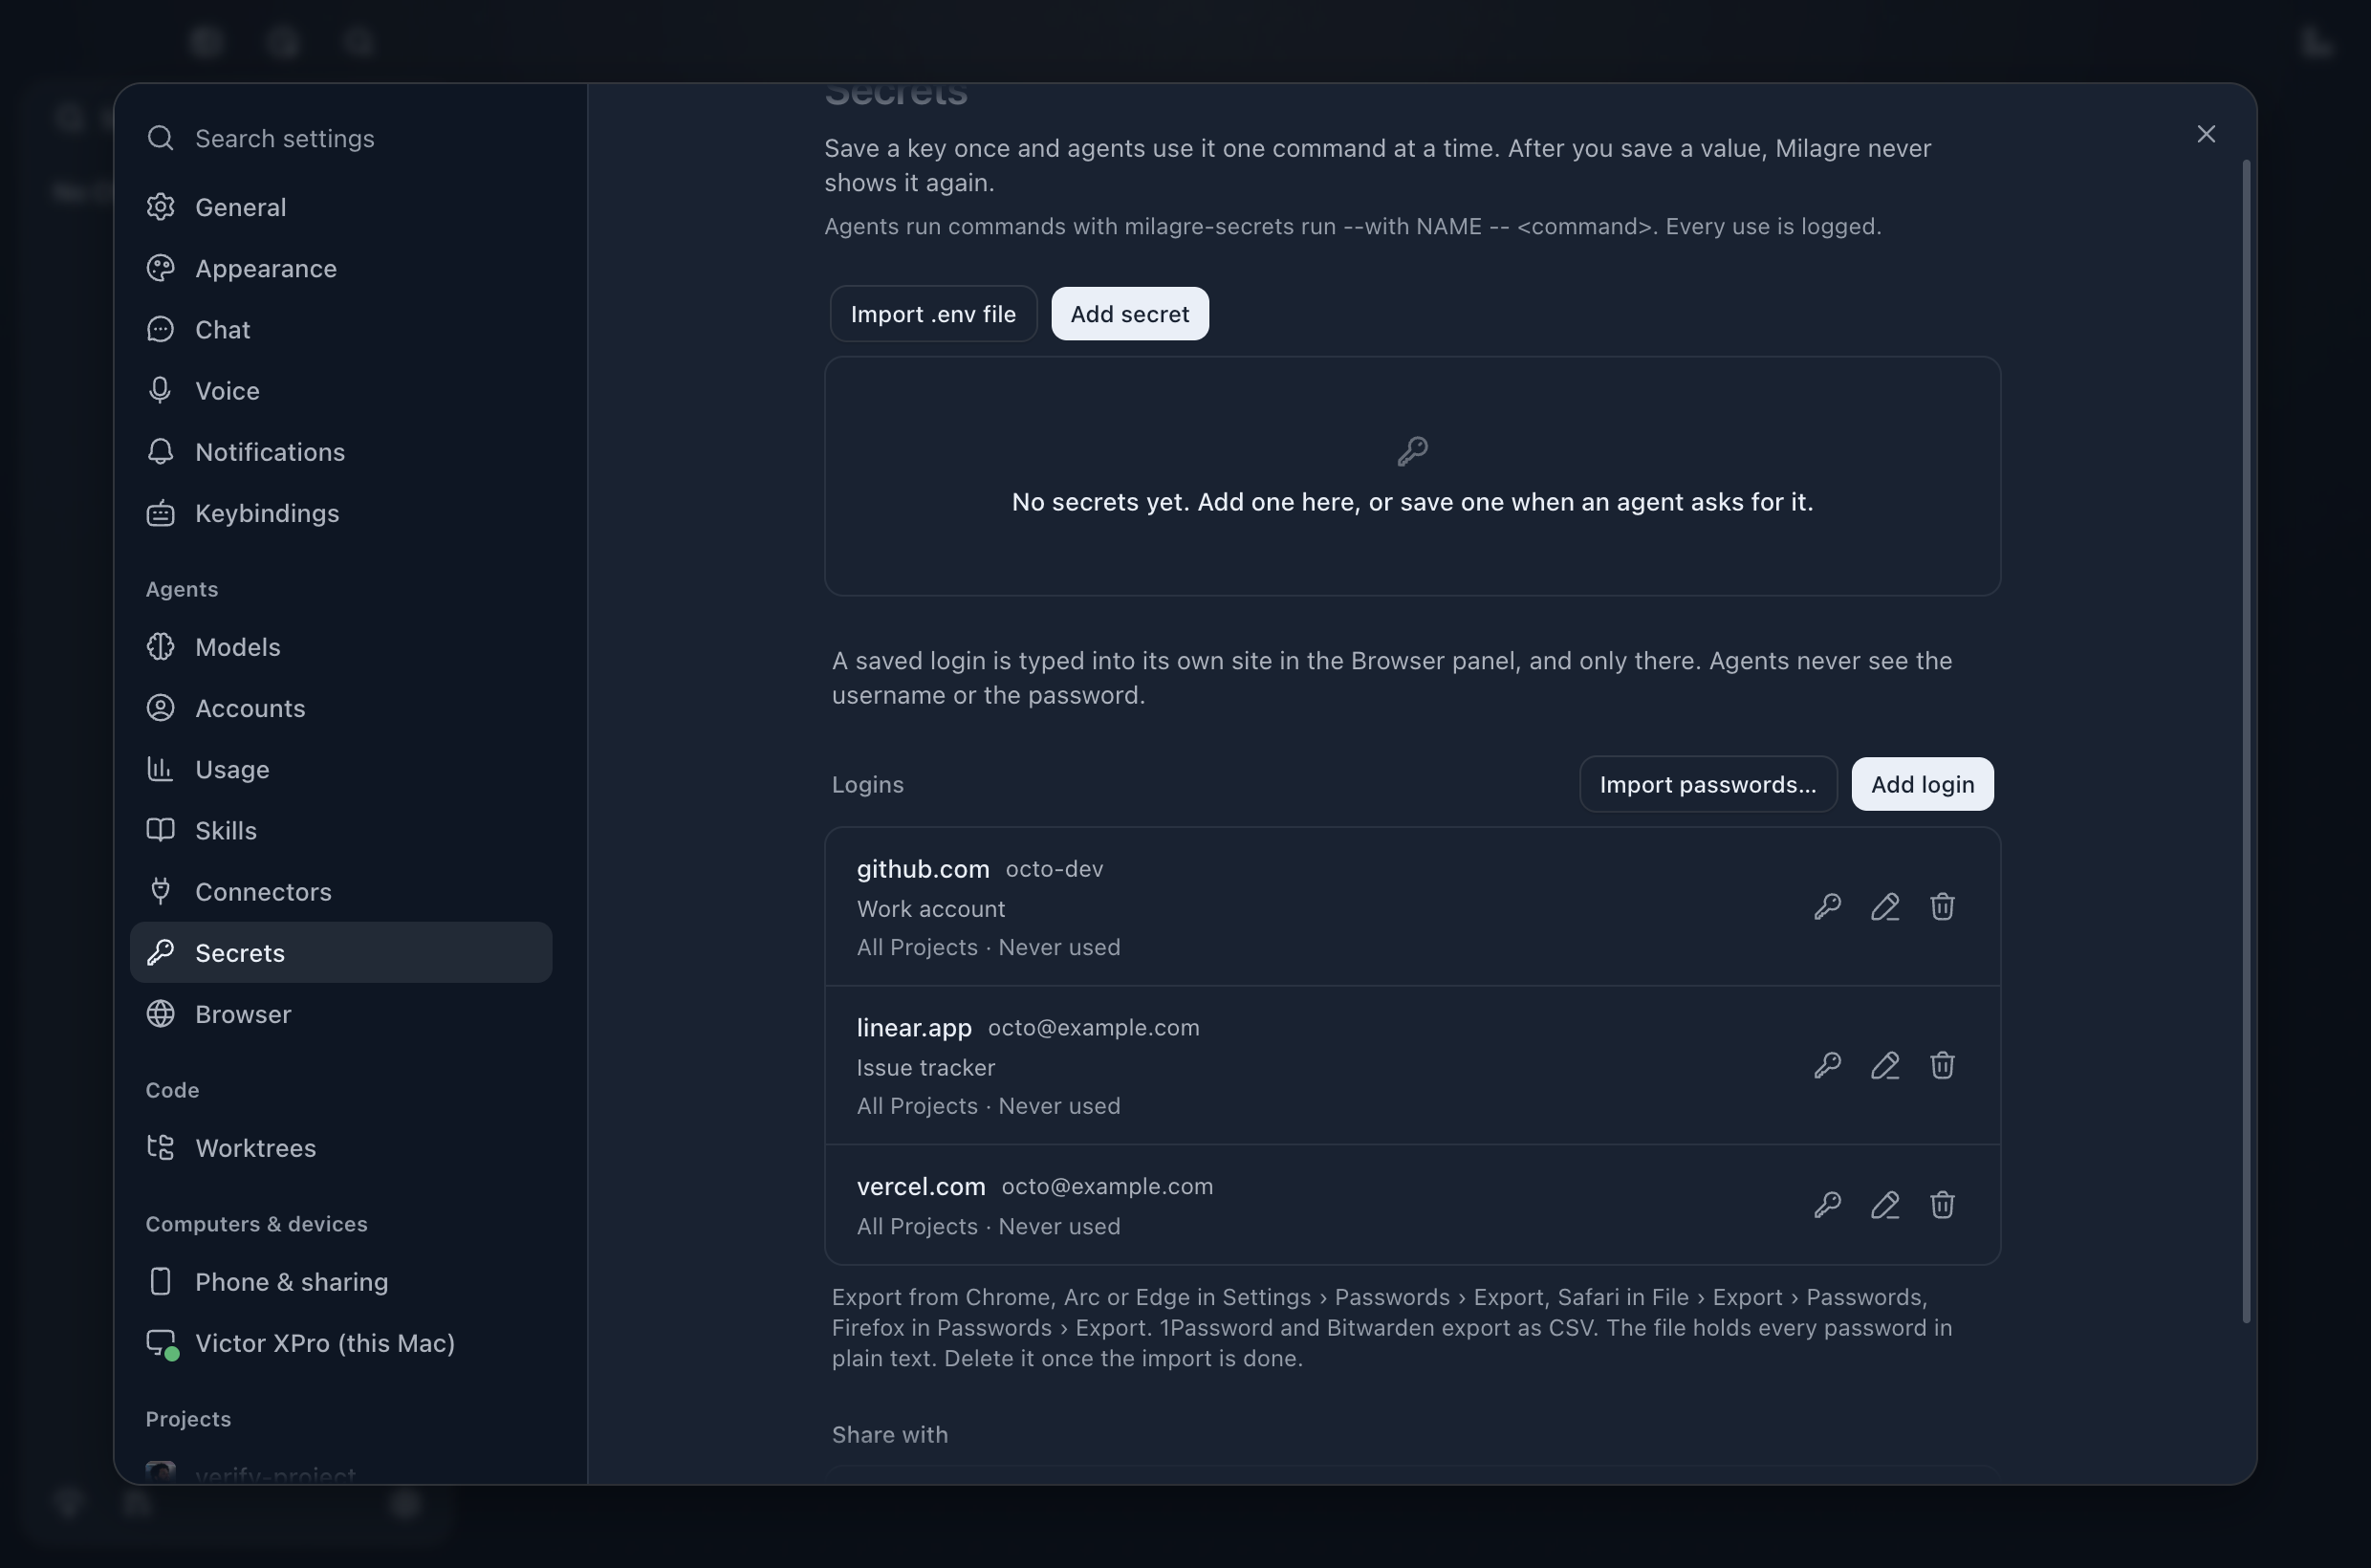 Search settings
General
Appearance
Chat
Voice
Notifications
Keybindings
Agents
Models
Accounts
Usage
Skills
Connectors
Secrets
Browser
Code
Worktrees
Computers & devices
Phone & sharing
Victor XPro (this Mac)
Projects
verify-project
Secrets
Save a key once and agents use it one command at a time. After you save a value, Milagre never
shows it again.
Agents run commands with milagre-secrets run --with NAME -- <command>. Every use is logged.
Import .env file
Add secret
No secrets yet. Add one here, or save one when an agent asks for it.
A saved login is typed into its own site in the Browser panel, and only there. Agents never see the
username or the password.
Logins
Import passwords...
Add login
github.com octo-dev
Work account
All Projects · Never used
linear.app octo@example.com
Issue tracker
All Projects · Never used
vercel.com octo@example.com
All Projects · Never used
Export from Chrome, Arc or Edge in Settings › Passwords › Export, Safari in File › Export › Passwords,
Firefox in Passwords › Export. 1Password and Bitwarden export as CSV. The file holds every password in
plain text. Delete it once the import is done.
Share with